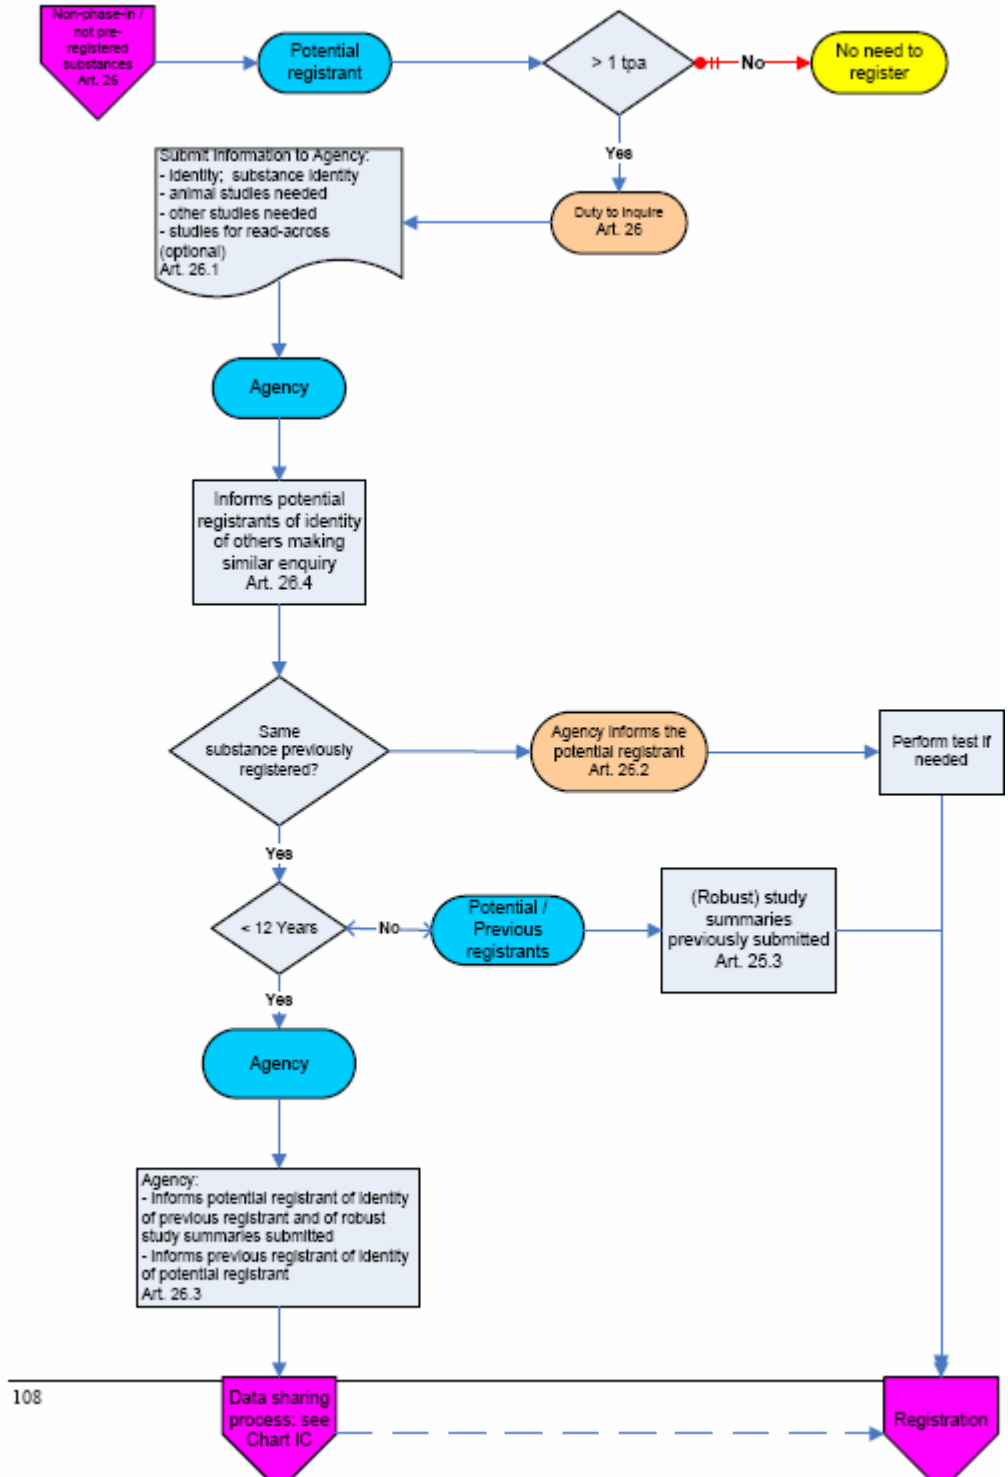 Non-phase-in /
not pre-
registered
substances
Art. 26
Potential
registrant
> 1 tpa
No
No need to
register
Yes
Submit Information to Agency:
- Identity; substance identity
- animal studies needed
- other studies needed
- studies for read-across
(optional)
Art. 26.1
Duty to Inquire
Art. 26
Agency
Informs potential
registrants of identity
of others making
similar enquiry
Art. 26.4
Same
substance previously
registered?
Agency Informs the
potential registrant
Art. 26.2
Perform test If
needed
Yes
< 12 Years
No
Potential /
Previous
registrants
(Robust) study
summaries
previously submitted
Art. 25.3
Yes
Agency
Agency:
- Informs potential registrant of Identity
of previous registrant and of robust
study summaries submitted
- Informs previous registrant of Identity
of potential registrant
Art. 26.3
108
Data sharing
process: see
Chart IC
Registration